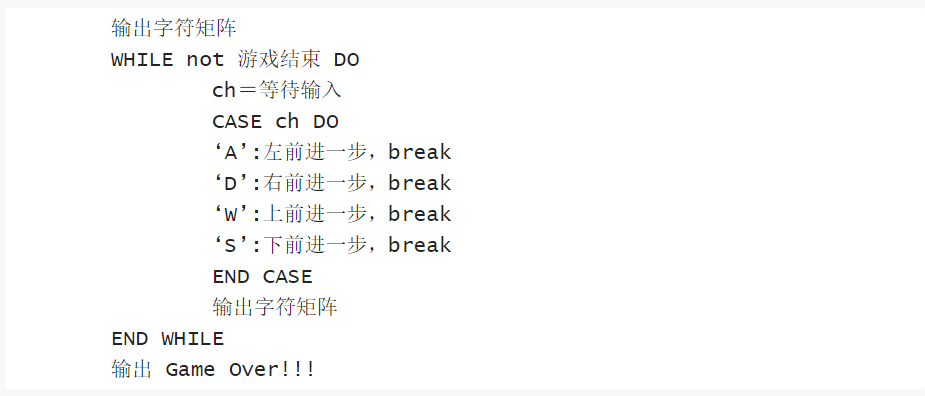 输出字符矩阵
WHILE not 游戏结束 DO
ch＝等待输入
CASE ch DO
‘A’:左前进一步，break
‘D’:右前进一步，break
‘W’:上前进一步，break
‘S’:下前进一步，break
END CASE
输出字符矩阵
END WHILE
输出 Game Over!!!